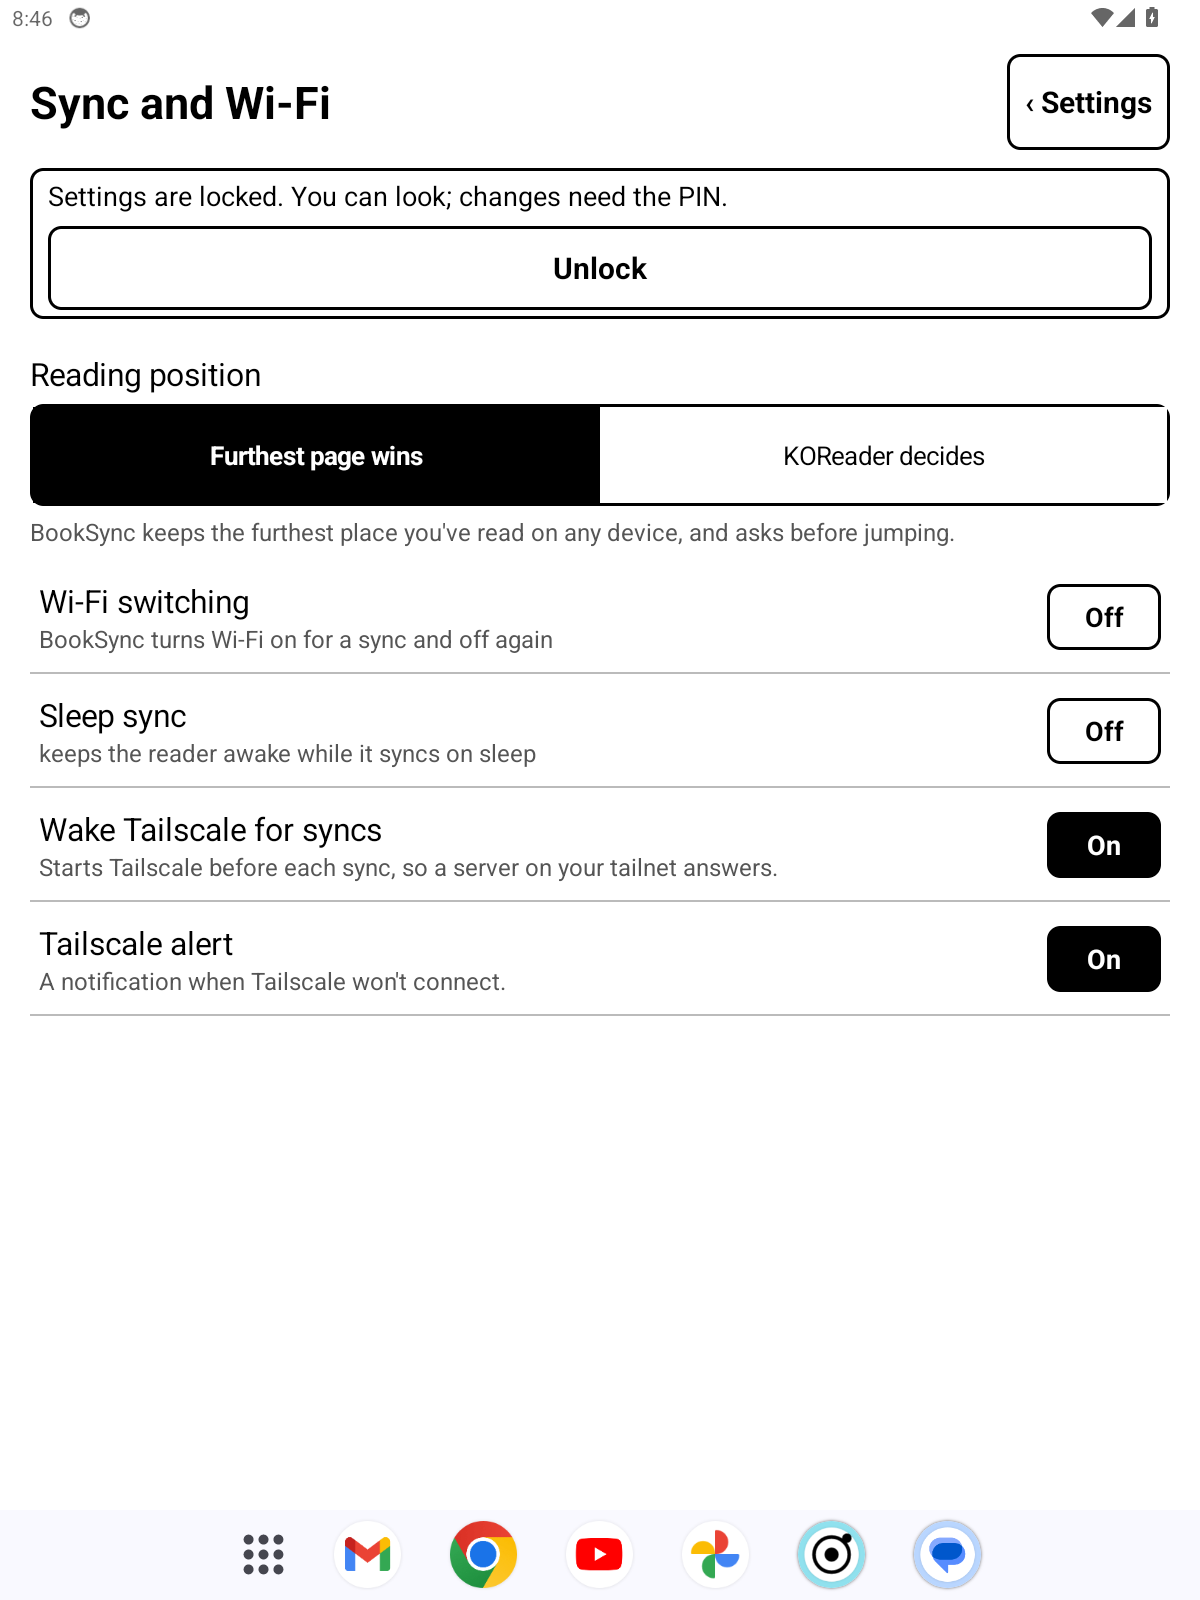 8:46
Sync and Wi-Fi
‹ Settings
Settings are locked. You can look; changes need the PIN.
Unlock
Reading position
Furthest page wins
KOReader decides
BookSync keeps the furthest place you've read on any device, and asks before jumping.
Wi-Fi switching
BookSync turns Wi-Fi on for a sync and off again
Off
Sleep sync
keeps the reader awake while it syncs on sleep
Off
Wake Tailscale for syncs
Starts Tailscale before each sync, so a server on your tailnet answers.
On
Tailscale alert
A notification when Tailscale won't connect.
On